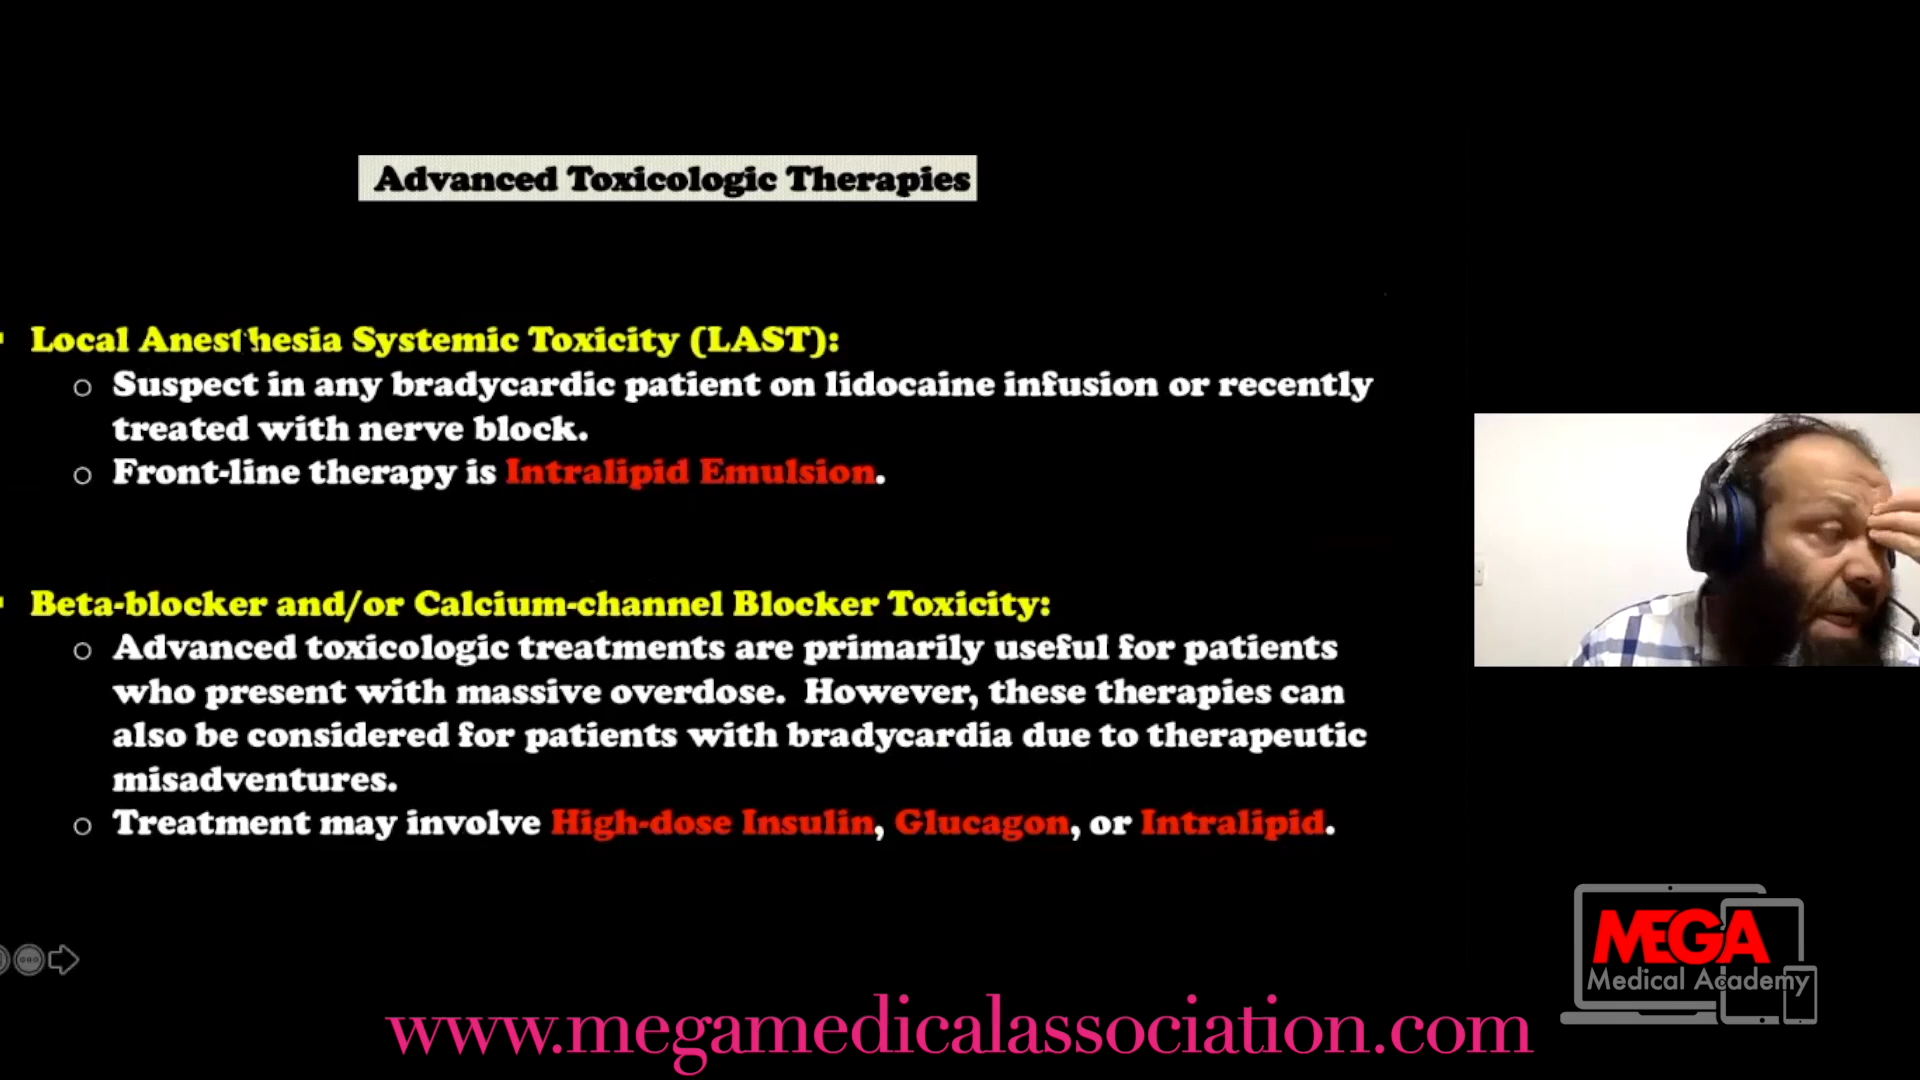 Advanced Toxicologic Therapies
Local Anesthesia Systemic Toxicity (LAST):
Suspect in any bradycardic patient on lidocaine infusion or recently
treated with nerve block.
Front-line therapy is Intralipid Emulsion.
Beta-blocker and/or Calcium-channel Blocker Toxicity:
Advanced toxicologic treatments are primarily useful for patients
who present with massive overdose. However, these therapies can
also be considered for patients with bradycardia due to therapeutic
misadventures.
Treatment may involve High-dose Insulin, Glucagon, or Intralipid.
MEGA
Medical Academy
www.megamedicalassociation.com